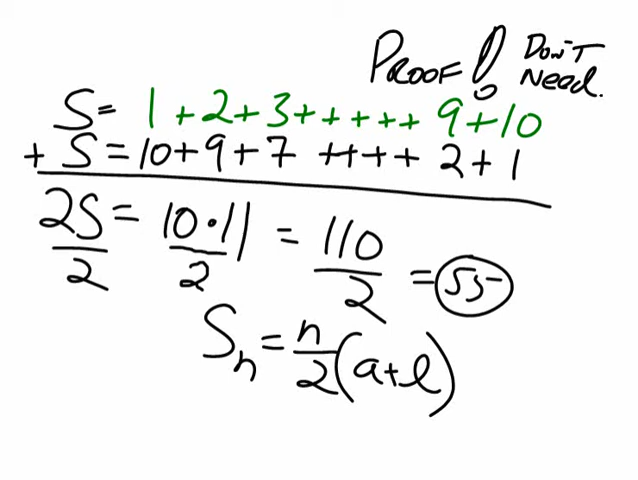 PROOF! DON'T NEED.
S= 1+2+3+++++ 9+10
+ S=10+9+7 ++++ 2+1
2S/2 = 10·11/2 = 110/2 = 55
Sn = n/2(a+l)